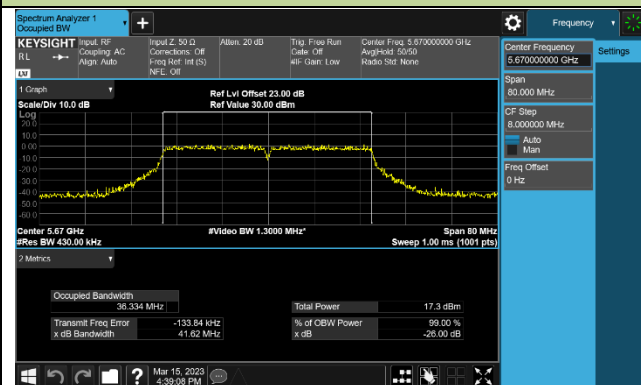 Spectrum Analyzer 1
Occupied BW
+
Frequency
KEYSIGHT
RL
LXI
Input: RF
Coupling: AC
Align: Auto
Input Z: 50 Ω
Corrections: Off
Freq Ref: Int (S)
NFE: Off
Atten: 20 dB
Trig: Free Run
Gate: Off
#IF Gain: Low
Center Freq: 5.670000000 GHz
Avg|Hold: 50/50
Radio Std: None
Center Frequency
5.670000000 GHz
Settings
Span
80.000 MHz
CF Step
8.000000 MHz
Auto
Man
Freq Offset
0 Hz
1 Graph
Scale/Div 10.0 dB
Ref Lvl Offset 23.00 dB
Ref Value 30.00 dBm
Log
20.0
10.0
0.00
-10.0
-20.0
-30.0
-40.0
-50.0
-60.0
Center 5.67 GHz
#Res BW 430.00 kHz
#Video BW 1.3000 MHz*
Span 80 MHz
Sweep 1.00 ms (1001 pts)
2 Metrics
Occupied Bandwidth
36.334 MHz
Total Power 17.3 dBm
Transmit Freq Error -133.84 kHz
% of OBW Power 99.00 %
x dB Bandwidth 41.62 MHz
x dB -26.00 dB
?
Mar 15, 2023
4:39:08 PM